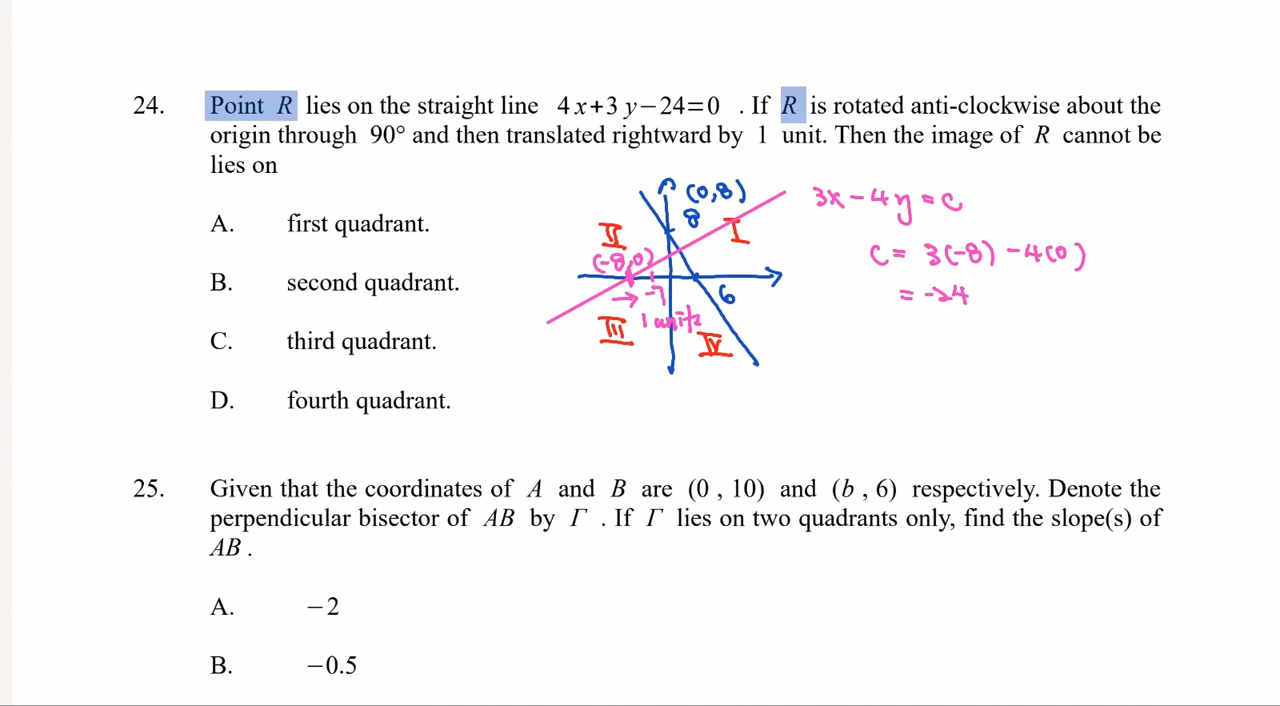 24. Point R lies on the straight line 4x+3y−24=0 . If R is rotated anti-clockwise about the
origin through 90° and then translated rightward by 1 unit. Then the image of R cannot be
lies on
A. first quadrant.
B. second quadrant.
C. third quadrant.
D. fourth quadrant.
(0,8)
8
II
I
(-8,0)
-7
6
→ 1 unit
III
IV
3x-4y=c
c= 3(-8)-4(0)
= -24
25. Given that the coordinates of A and B are (0 , 10) and (b , 6) respectively. Denote the
perpendicular bisector of AB by Γ . If Γ lies on two quadrants only, find the slope(s) of
AB .
A. −2
B. −0.5